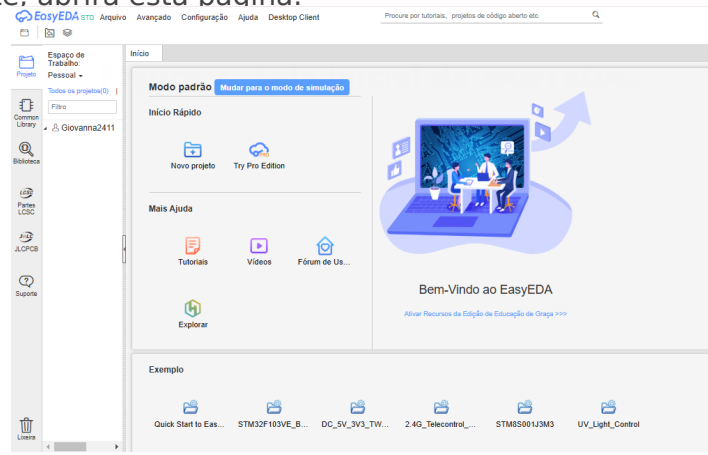 te, abrirá esta página:
EasyEDA STD Arquivo Avançado Configuração Ajuda Desktop Client
Procure por tutoriais, projetos de código aberto etc.
Projeto
Common
Library
Biblioteca
Partes
LCSC
JLCPCB
Suporte
Lixeira
Espaço de
Trabalho:
Pessoal
Todos os projetos(0) |
Filtro
Giovanna2411
Início
Modo padrão Mudar para o modo de simulação
Início Rápido
Novo projeto Try Pro Edition
Mais Ajuda
Tutoriais Vídeos Fórum de Us...
Explorar
Bem-Vindo ao EasyEDA
Ativar Recursos da Edição de Educação de Graça >>>
Exemplo
Quick Start to Eas... STM32F103VE_B... DC_5V_3V3_TW... 2.4G_Telecontrol_... STM8S001J3M3 UV_Light_Control